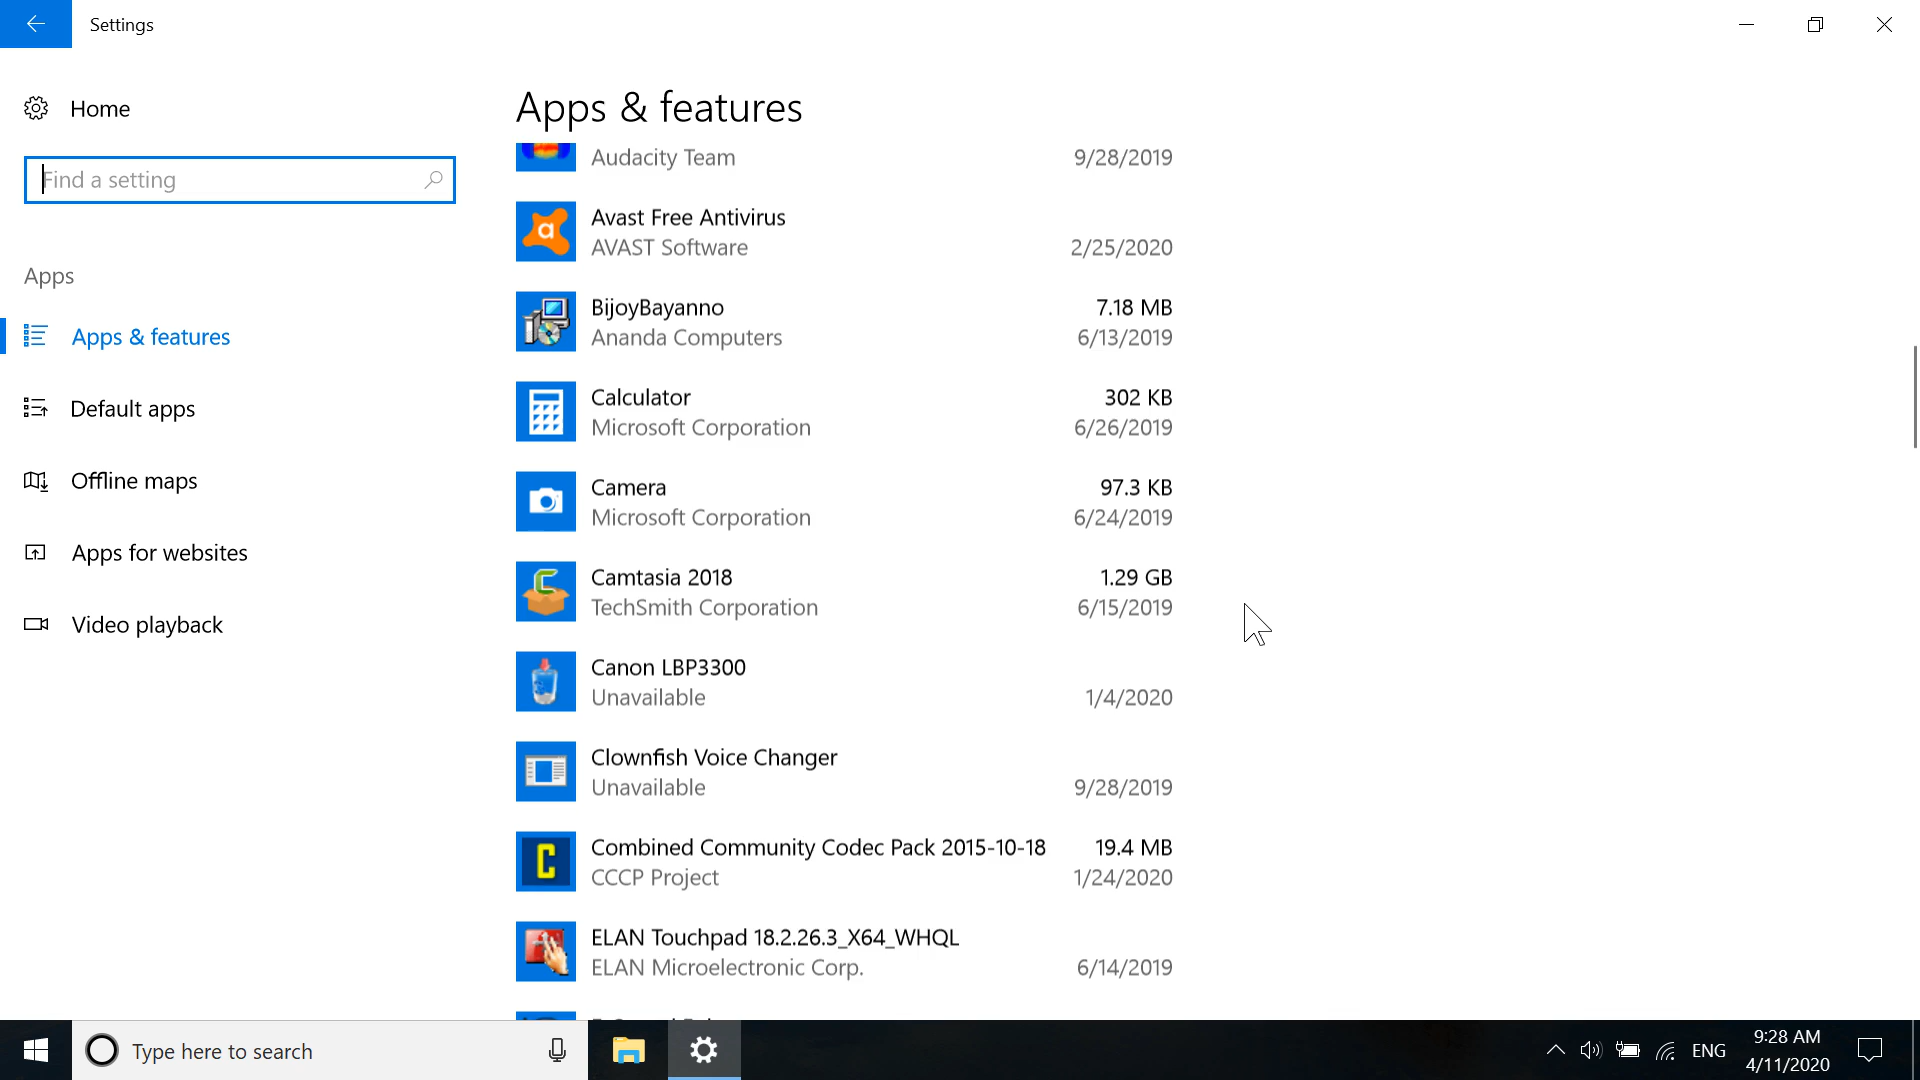 Settings
Home
Find a setting
Apps
Apps & features
Default apps
Offline maps
Apps for websites
Video playback
Apps & features
Audacity Team 9/28/2019
Avast Free Antivirus
AVAST Software 2/25/2020
BijoyBayanno 7.18 MB
Ananda Computers 6/13/2019
Calculator 302 KB
Microsoft Corporation 6/26/2019
Camera 97.3 KB
Microsoft Corporation 6/24/2019
Camtasia 2018 1.29 GB
TechSmith Corporation 6/15/2019
Canon LBP3300
Unavailable 1/4/2020
Clownfish Voice Changer
Unavailable 9/28/2019
Combined Community Codec Pack 2015-10-18 19.4 MB
CCCP Project 1/24/2020
ELAN Touchpad 18.2.26.3_X64_WHQL
ELAN Microelectronic Corp. 6/14/2019
Type here to search
ENG
9:28 AM
4/11/2020